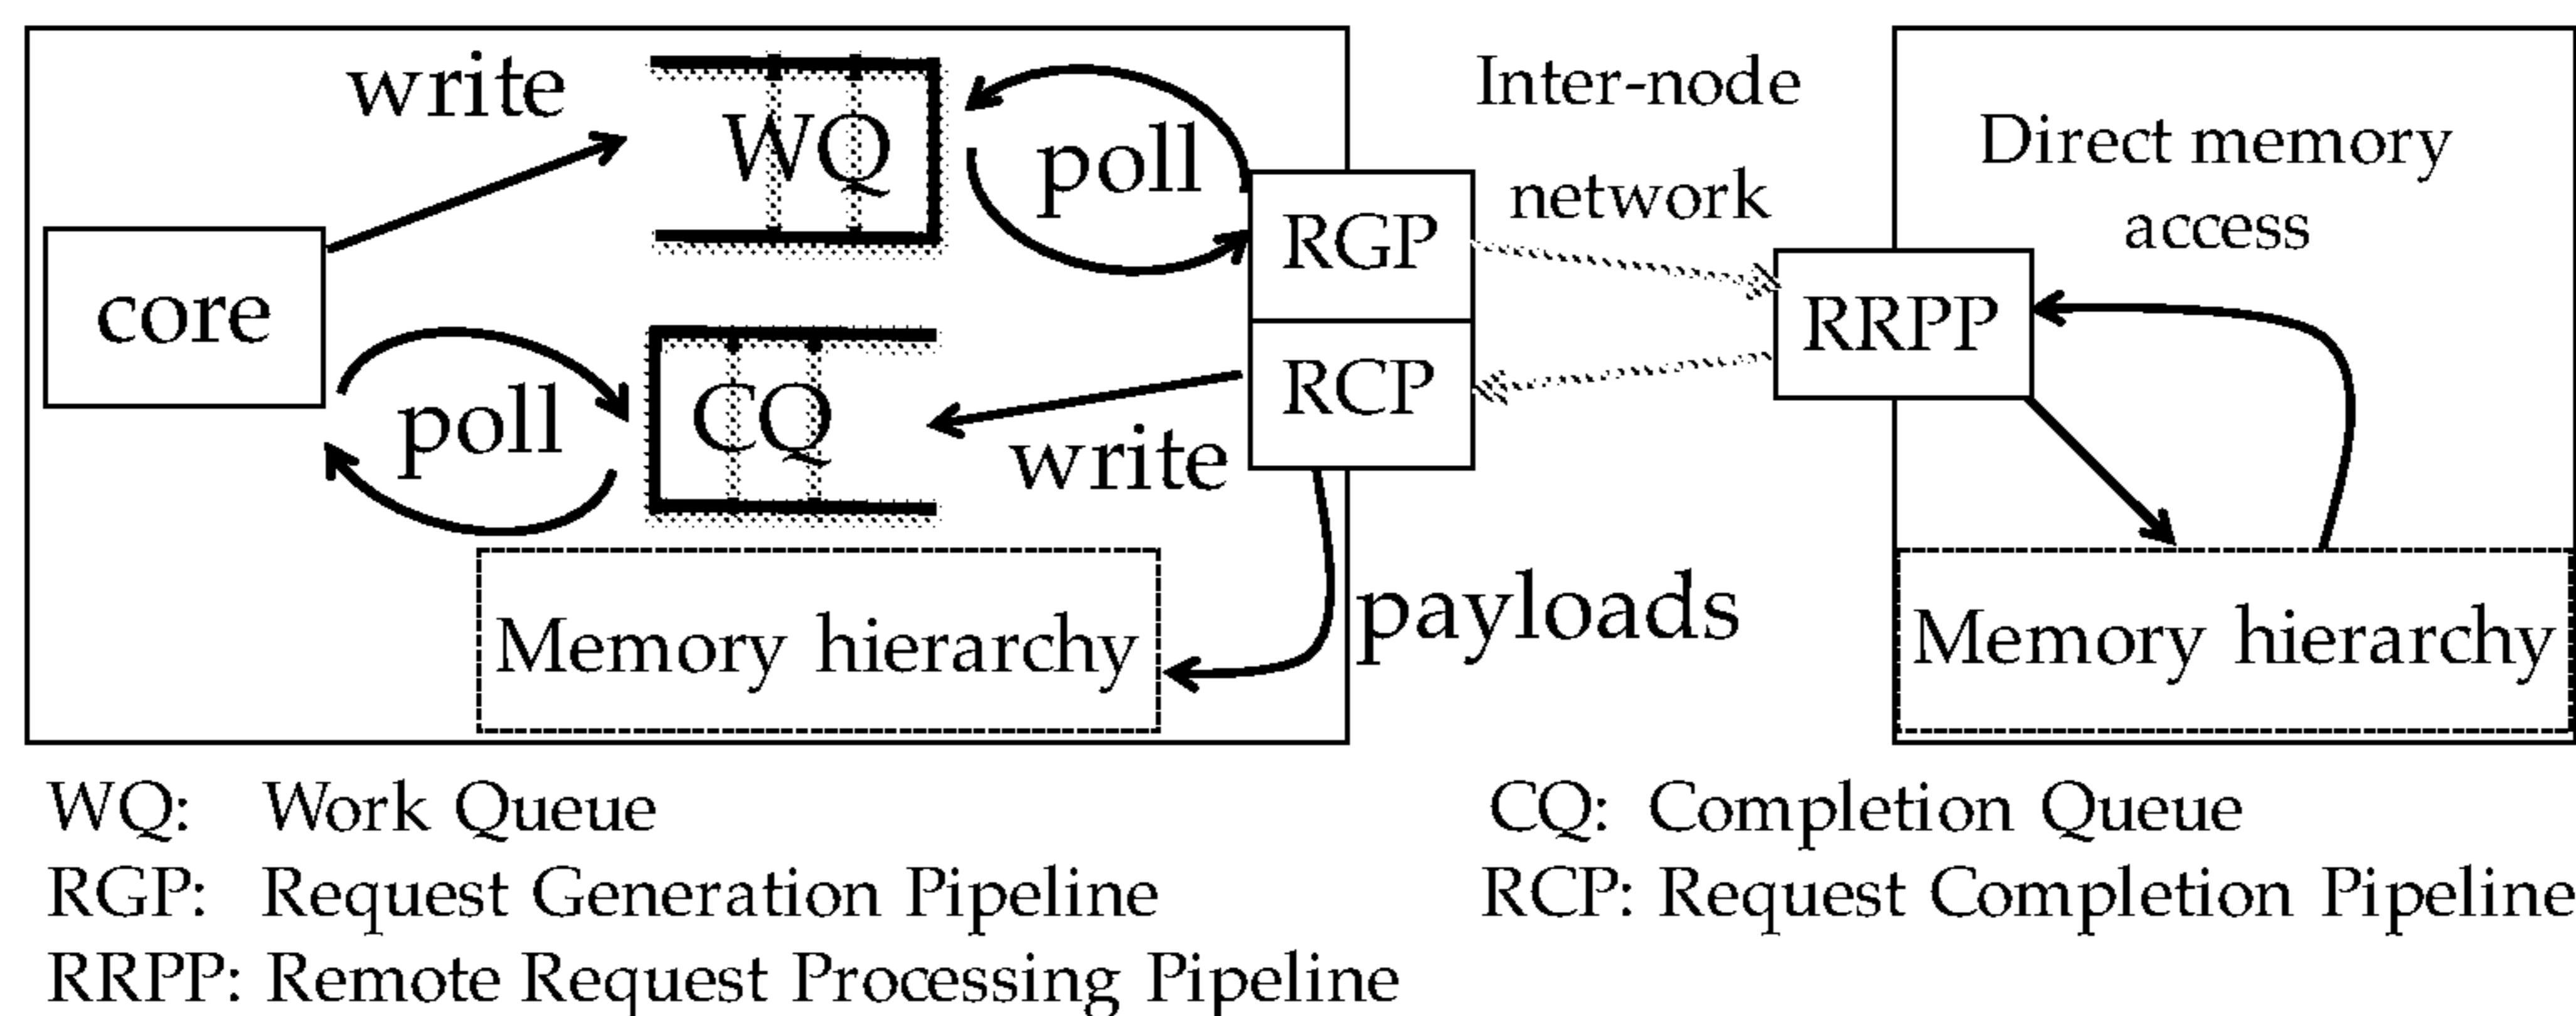 write
WQ
poll
Inter-node
network
Direct memory
access
core
RGP
RRPP
poll
CQ
RCP
write
payloads
Memory hierarchy
Memory hierarchy
WQ: Work Queue
CQ: Completion Queue
RGP: Request Generation Pipeline
RCP: Request Completion Pipeline
RRPP: Remote Request Processing Pipeline